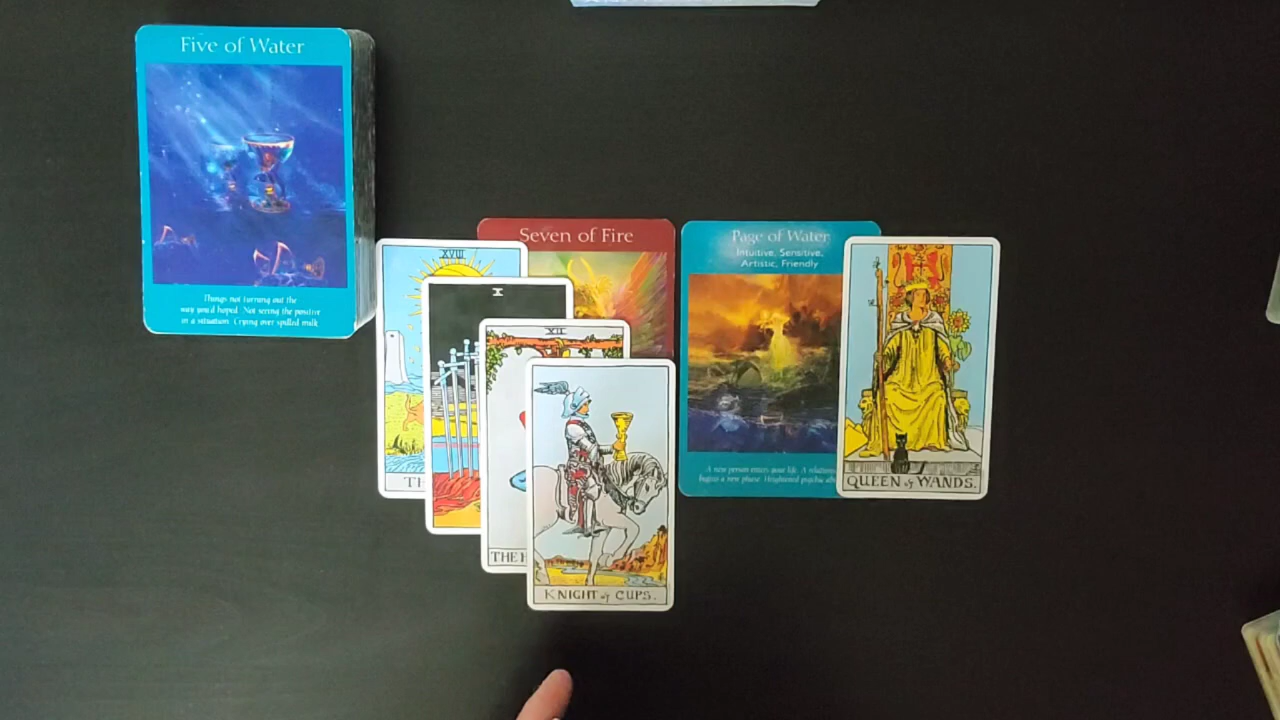 Five of Water
Things not turning out the
way you'd hoped. Not seeing the positive
in a situation. Crying over spilled milk.
Seven of Fire
Page of Water
Intuitive, Sensitive,
Artistic, Friendly
A new person enters your life. A
begins a new phase. Heightened psychic
XVIII
TH
X
XII
THE H
KNIGHT of CUPS.
QUEEN of WANDS.